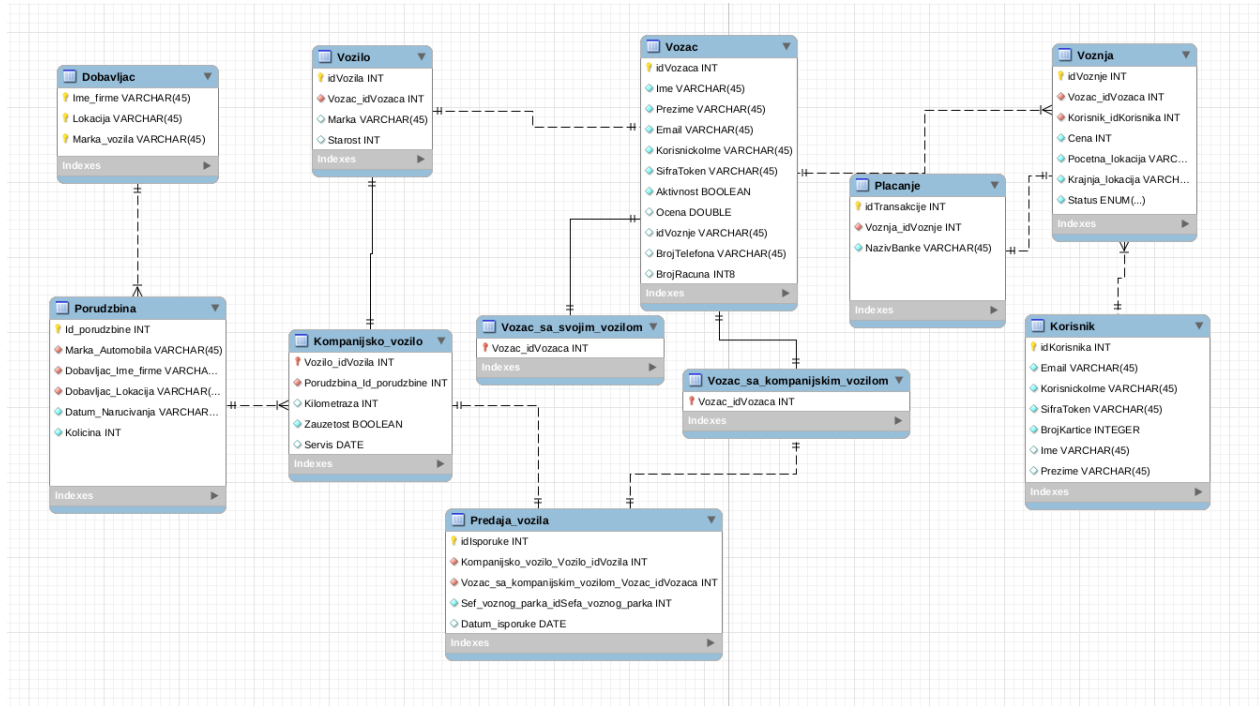 Dobavljac
Ime_firme VARCHAR(45)
Lokacija VARCHAR(45)
Marka_vozila VARCHAR(45)
Indexes
Vozilo
idVozila INT
Vozac_idVozaca INT
Marka VARCHAR(45)
Starost INT
Indexes
Vozac
idVozaca INT
Ime VARCHAR(45)
Prezime VARCHAR(45)
Email VARCHAR(45)
KorisnickoIme VARCHAR(45)
SifraToken VARCHAR(45)
Aktivnost BOOLEAN
Ocena DOUBLE
idVoznje VARCHAR(45)
BrojTelefona VARCHAR(45)
BrojRacuna INT8
Indexes
Voznja
idVoznje INT
Vozac_idVozaca INT
Korisnik_idKorisnika INT
Cena INT
Pocetna_lokacija VARC...
Krajnja_lokacija VARCH...
Status ENUM(...)
Indexes
Placanje
idTransakcije INT
Voznja_idVoznje INT
NazivBanke VARCHAR(45)
Indexes
Porudzbina
Id_porudzbine INT
Marka_Automobila VARCHAR(45)
Dobavljac_Ime_firme VARCHA...
Dobavljac_Lokacija VARCHAR(...
Datum_Narucivanja VARCHAR...
Kolicina INT
Indexes
Kompanijsko_vozilo
Vozilo_idVozila INT
Porudzbina_Id_porudzbine INT
Kilometraza INT
Zauzetost BOOLEAN
Servis DATE
Indexes
Vozac_sa_svojim_vozilom
Vozac_idVozaca INT
Indexes
Vozac_sa_kompanijskim_vozilom
Vozac_idVozaca INT
Indexes
Korisnik
idKorisnika INT
Email VARCHAR(45)
KorisnickoIme VARCHAR(45)
SifraToken VARCHAR(45)
BrojKartice INTEGER
Ime VARCHAR(45)
Prezime VARCHAR(45)
Indexes
Predaja_vozila
idIsporuke INT
Kompanijsko_vozilo_Vozilo_idVozila INT
Vozac_sa_kompanijskim_vozilom_Vozac_idVozaca INT
Sef_voznog_parka_idSefa_voznog_parka INT
Datum_isporuke DATE
Indexes